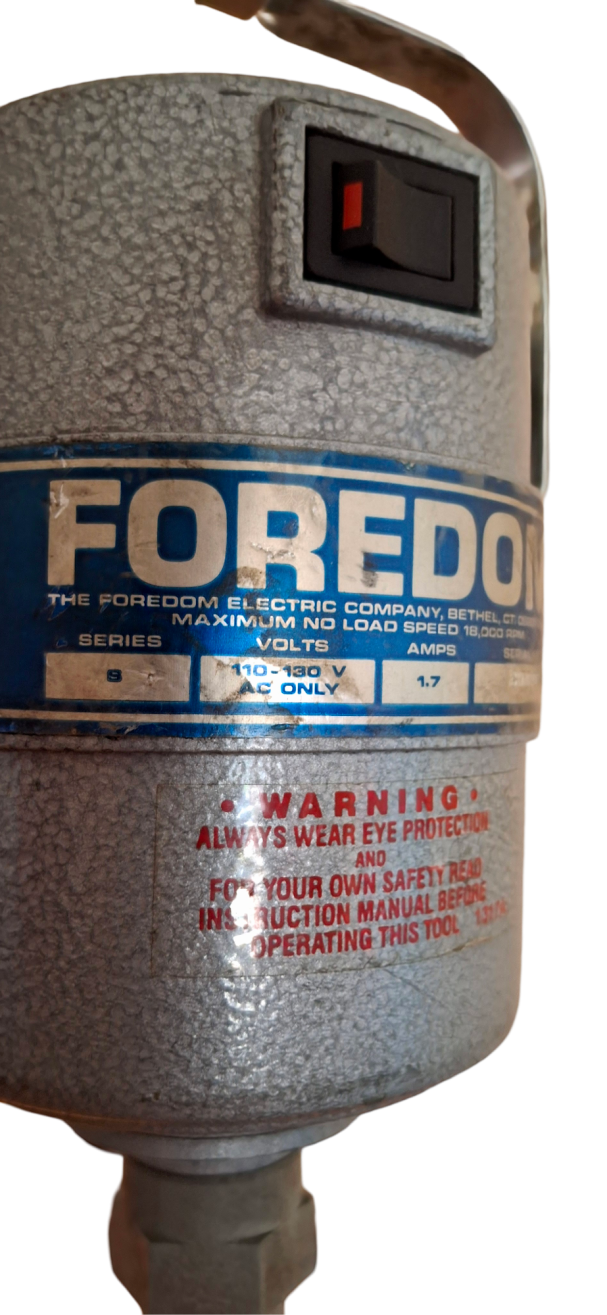 FOREDOM
THE FOREDOM ELECTRIC COMPANY, BETHEL, CT
MAXIMUM NO LOAD SPEED 18,000 RPM
SERIES VOLTS AMPS
S 110-130 V 1.7
AC ONLY
• WARNING •
ALWAYS WEAR EYE PROTECTION
AND
FOR YOUR OWN SAFETY READ
INSTRUCTION MANUAL BEFORE
OPERATING THIS TOOL